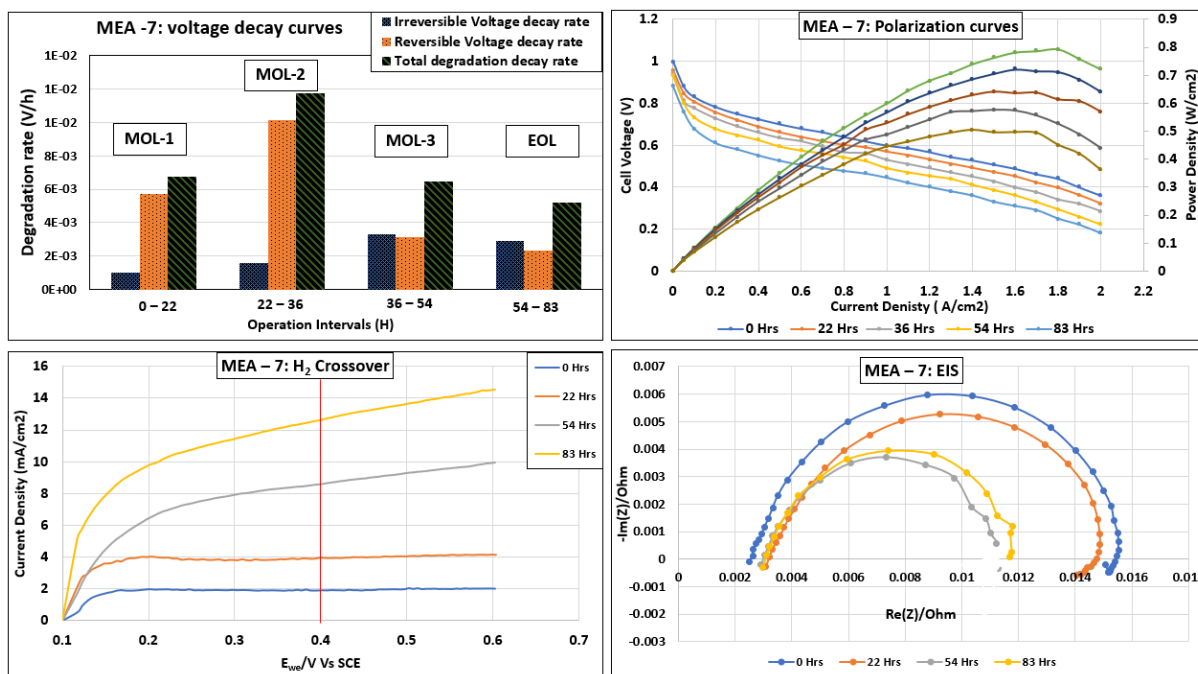 MEA -7: voltage decay curves
Irreversible Voltage decay rate
Reversible Voltage decay rate
Total degradation decay rate
Degradation rate (V/h)
1E-02
1E-02
1E-02
8E-03
6E-03
4E-03
2E-03
0E+00
MOL-1
MOL-2
MOL-3
EOL
0 – 22
22 – 36
36 – 54
54 – 83
Operation Intervals (H)
MEA – 7: Polarization curves
Cell Voltage (V)
1.2
1
0.8
0.6
0.4
0.2
0
Power Density (W/cm2)
0.9
0.8
0.7
0.6
0.5
0.4
0.3
0.2
0.1
0
0 0.2 0.4 0.6 0.8 1 1.2 1.4 1.6 1.8 2 2.2
Current Denisty ( A/cm2)
0 Hrs 22 Hrs 36 Hrs 54 Hrs 83 Hrs
MEA – 7: H2 Crossover
Current Density (mA/cm2)
16
14
12
10
8
6
4
2
0
0.1 0.2 0.3 0.4 0.5 0.6 0.7
Ewe/V Vs SCE
0 Hrs
22 Hrs
54 Hrs
83 Hrs
MEA – 7: EIS
-Im(Z)/Ohm
0.007
0.006
0.005
0.004
0.003
0.002
0.001
0
-0.001
-0.002
-0.003
0 0.002 0.004 0.006 0.008 0.01 0.012 0.014 0.016 0.01
Re(Z)/Ohm
0 Hrs 22 Hrs 54 Hrs 83 Hrs